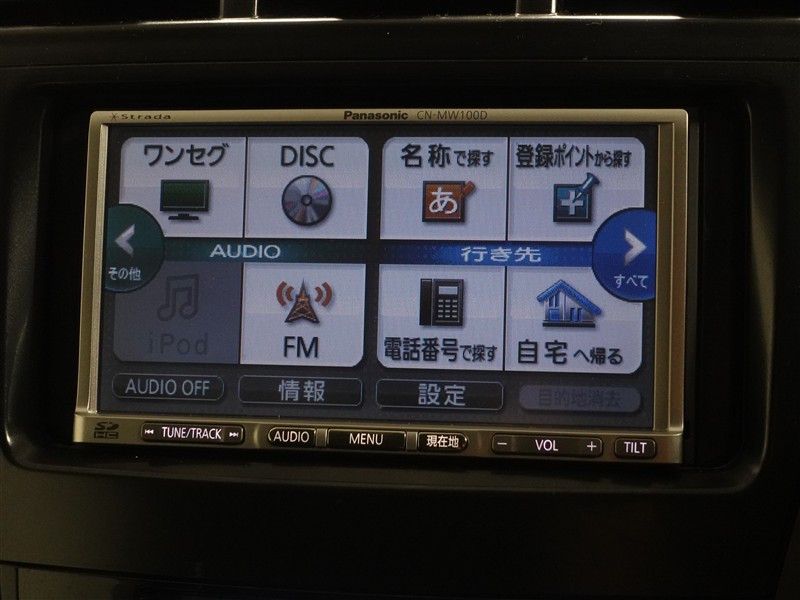 Strada Panasonic CN-MW100D
ワンセグ DISC 名称で探す 登録ポイントから探す
その他 AUDIO 行き先 すべて
iPod FM 電話番号で探す 自宅へ帰る
AUDIO OFF 情報 設定 目的地消去
SD HC TUNE/TRACK AUDIO MENU 現在地 − VOL + TILT